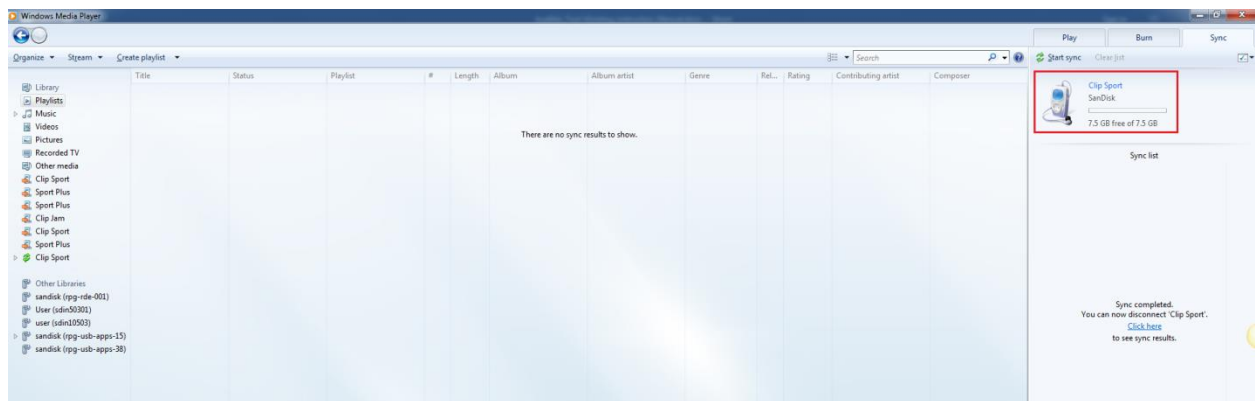 Windows Media Player
Organize Stream Create playlist
Search
Play Burn Sync
Start sync Clear list
Title Status Playlist # Length Album Album artist Genre Rel... Rating Contributing artist Composer
Library
Playlists
Music
Videos
Pictures
Recorded TV
Other media
Clip Sport
Sport Plus
Sport Plus
Clip Jam
Clip Sport
Sport Plus
Clip Sport
Other Libraries
sandisk (rpg-rde-001)
User (sdin50301)
user (sdin10503)
sandisk (rpg-usb-apps-15)
sandisk (rpg-usb-apps-38)
There are no sync results to show.
Clip Sport
SanDisk
7.5 GB free of 7.5 GB
Sync list
Sync completed.
You can now disconnect 'Clip Sport'.
Click here
to see sync results.